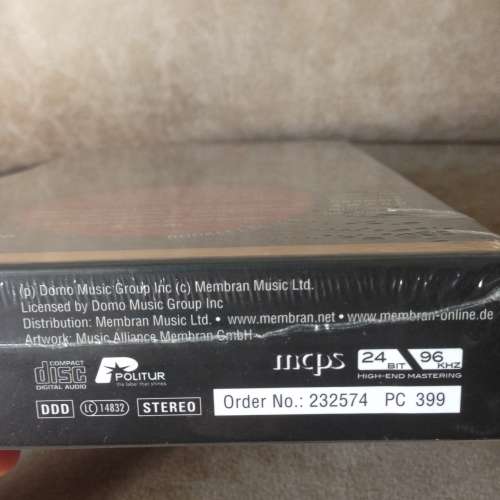 (p) Domo Music Group Inc (c) Membran Music Ltd.
Licensed by Domo Music Group Inc
Distribution: Membran Music Ltd. • www.membran.net • www.membran-online.de
Artwork: Music Alliance Membran GmbH
COMPACT
disc
DIGITAL AUDIO
POLITUR
the label that shines.
mcps
24 BIT 96 KHZ
HIGH-END MASTERING
DDD LC 14832 STEREO
Order No.: 232574 PC 399